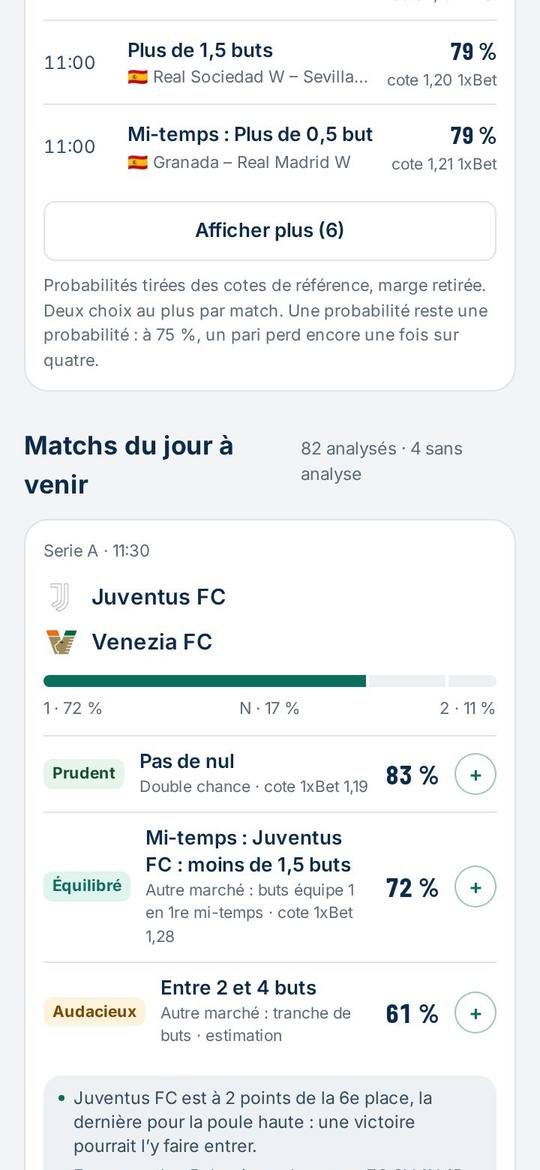 11:00
Plus de 1,5 buts
79 %
Real Sociedad W – Sevilla...
cote 1,20 1xBet
11:00
Mi-temps : Plus de 0,5 but
79 %
Granada – Real Madrid W
cote 1,21 1xBet
Afficher plus (6)
Probabilités tirées des cotes de référence, marge retirée.
Deux choix au plus par match. Une probabilité reste une
probabilité : à 75 %, un pari perd encore une fois sur
quatre.
Matchs du jour à
venir
82 analysés · 4 sans
analyse
Serie A · 11:30
Juventus FC
Venezia FC
1 · 72 %
N · 17 %
2 · 11 %
Prudent
Pas de nul
Double chance · cote 1xBet 1,19
83 %
+
Équilibré
Mi-temps : Juventus
FC : moins de 1,5 buts
Autre marché : buts équipe 1
en 1re mi-temps · cote 1xBet
1,28
72 %
+
Audacieux
Entre 2 et 4 buts
Autre marché : tranche de
buts · estimation
61 %
+
• Juventus FC est à 2 points de la 6e place, la
dernière pour la poule haute : une victoire
pourrait l’y faire entrer.